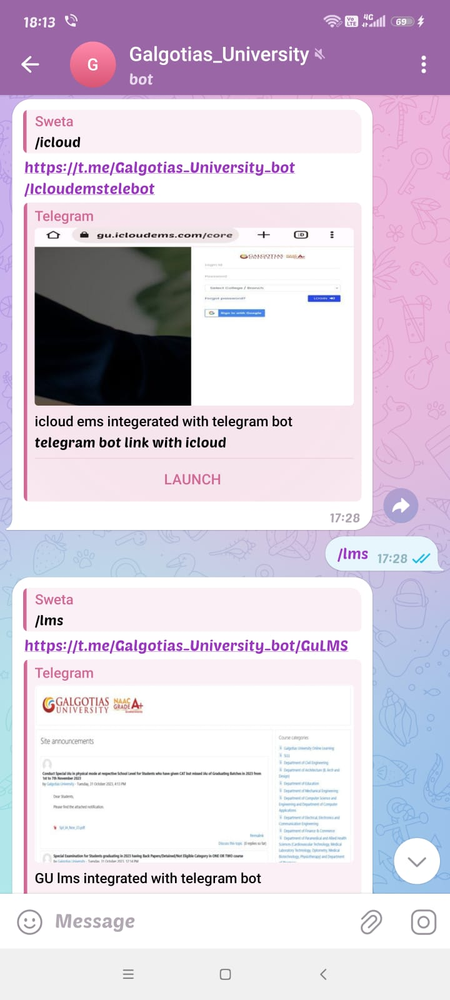 18:13
Vo
LTE
4G
69
G
Galgotias_University
bot
Sweta
/icloud
https://t.me/Galgotias_University_bot
/Icloudemstelebot
Telegram
gu.icloudems.com/core
:D
GALGOTIAS
UNIVERSITY
Login Id
Password
Select College / Branch
Forgot password?
LOGIN
G Sign in with Google
icloud ems integerated with telegram bot
telegram bot link with icloud
LAUNCH
17:28
/lms 17:28
Sweta
/lms
https://t.me/Galgotias_University_bot/GuLMS
Telegram
GALGOTIAS
UNIVERSITY
NAAC
GRADE A+
Site announcements
Conduct Special IAs in physical mode at respective School Level for Students who have given CAT but missed IAs of Graduating Batches in 2023 from
1st to 7th November 2023
by Galgotias University - Tuesday, 31 October 2023, 4:13 PM
Dear Students,
Please find the attached notification.
Spl_IA_Nov_23.pdf
Permalink
Discuss this topic (0 replies so far)
Special Examination for Students graduating in 2023 having Back Papers/Detained/Not Eligible Category in ONE OR TWO course
by Galgotias University - Tuesday, 31 October 2023, 12:14 PM
Course categories
Galgotias University Online Learning
SLLL
Department of Civil Engineering
Department of Architecture (B. Arch and
Design)
Department of Education
Department of Mechanical Engineering
Department of Computer Science and
Engineering and Department of Computer
Applications
Department of Electrical, Electronics and
Communication Engineering
Department of Finance & Commerce
Department of Paramedical and Allied Health
Sciences (Cardiovascular Technology, Medical
Laboratory Technology, Optometry, Medical
Biotechnology, Physiotherapy) and Department
GU lms integrated with telegram bot
Message